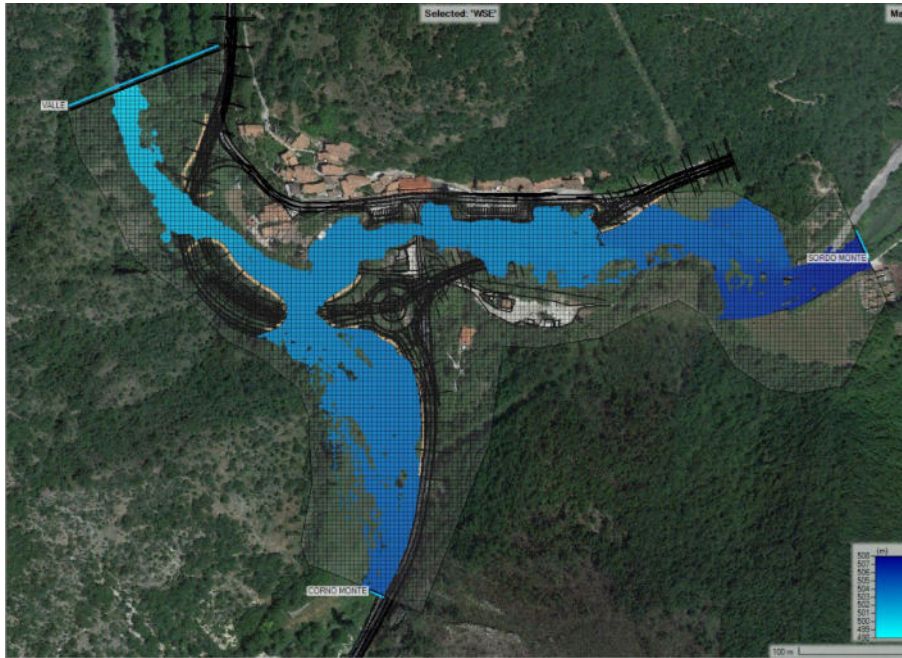 Selected: 'WSE'
Ma
VALLE
SORDO MONTE
CORNO MONTE
(m)
508
507
506
505
504
503
502
501
500
100 m